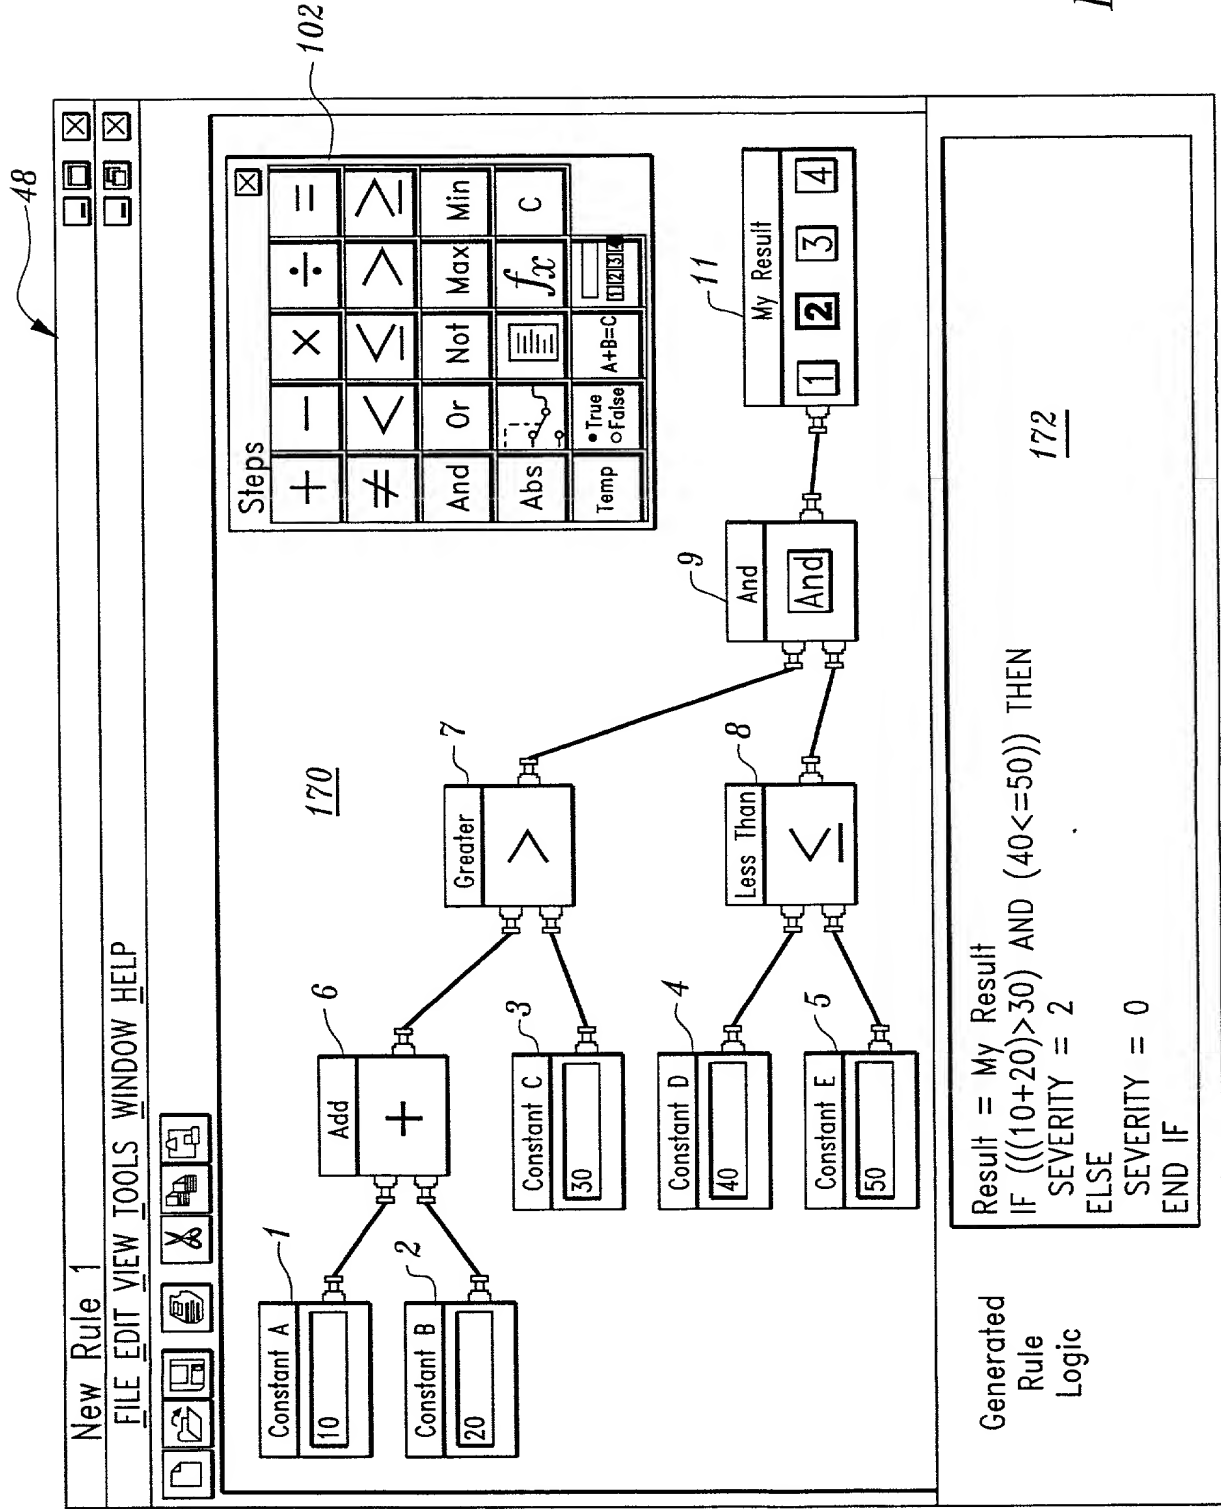 48
New Rule 1
FILE EDIT VIEW TOOLS WINDOW HELP
102
Steps
+ − × ÷ =
≠ < ≤ > ≥
And Or Not Max Min
Abs fx C
Temp True False A+B=C 1 2 3 4
170
1
Constant A
10
2
Constant B
20
6
Add
+
3
Constant C
30
7
Greater
>
4
Constant D
40
5
Constant E
50
8
Less Than
≤
9
And
And
11
My Result
1 2 3 4
Generated
Rule
Logic
Result = My Result
IF (((10+20)>30) AND (40<=50)) THEN
SEVERITY = 2
ELSE
SEVERITY = 0
END IF
172